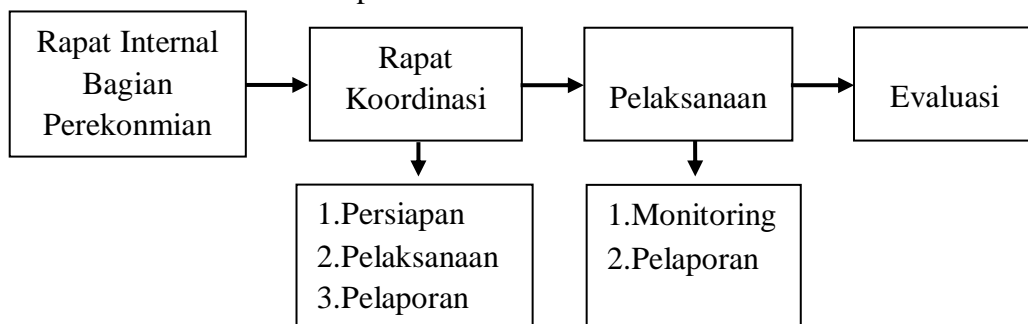 Rapat Internal
Bagian
Perekonmian
Rapat
Koordinasi
Pelaksanaan
Evaluasi
1.Persiapan
2.Pelaksanaan
3.Pelaporan
1.Monitoring
2.Pelaporan